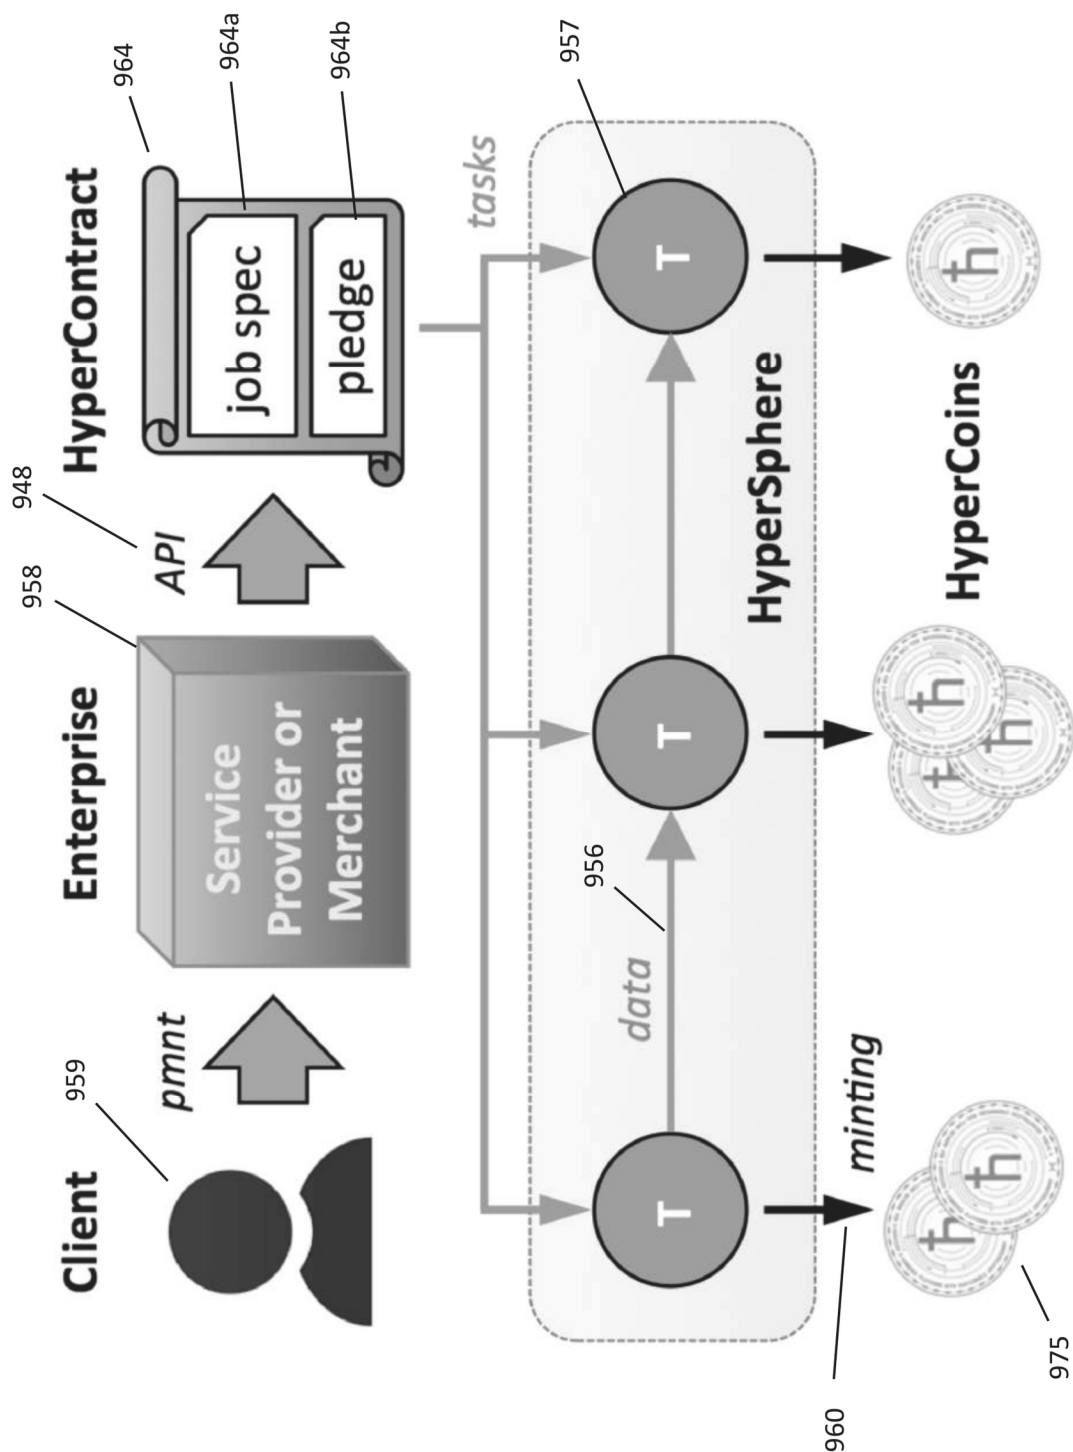 Client
Enterprise
HyperContract
959
958
948
964
964a
964b
pmnt
API
Service
Provider or
Merchant
job spec
pledge
tasks
data
956
957
T
T
T
HyperSphere
minting
960
975
HyperCoins
ħ
ħ
ħ
ħ
ħ
ħ